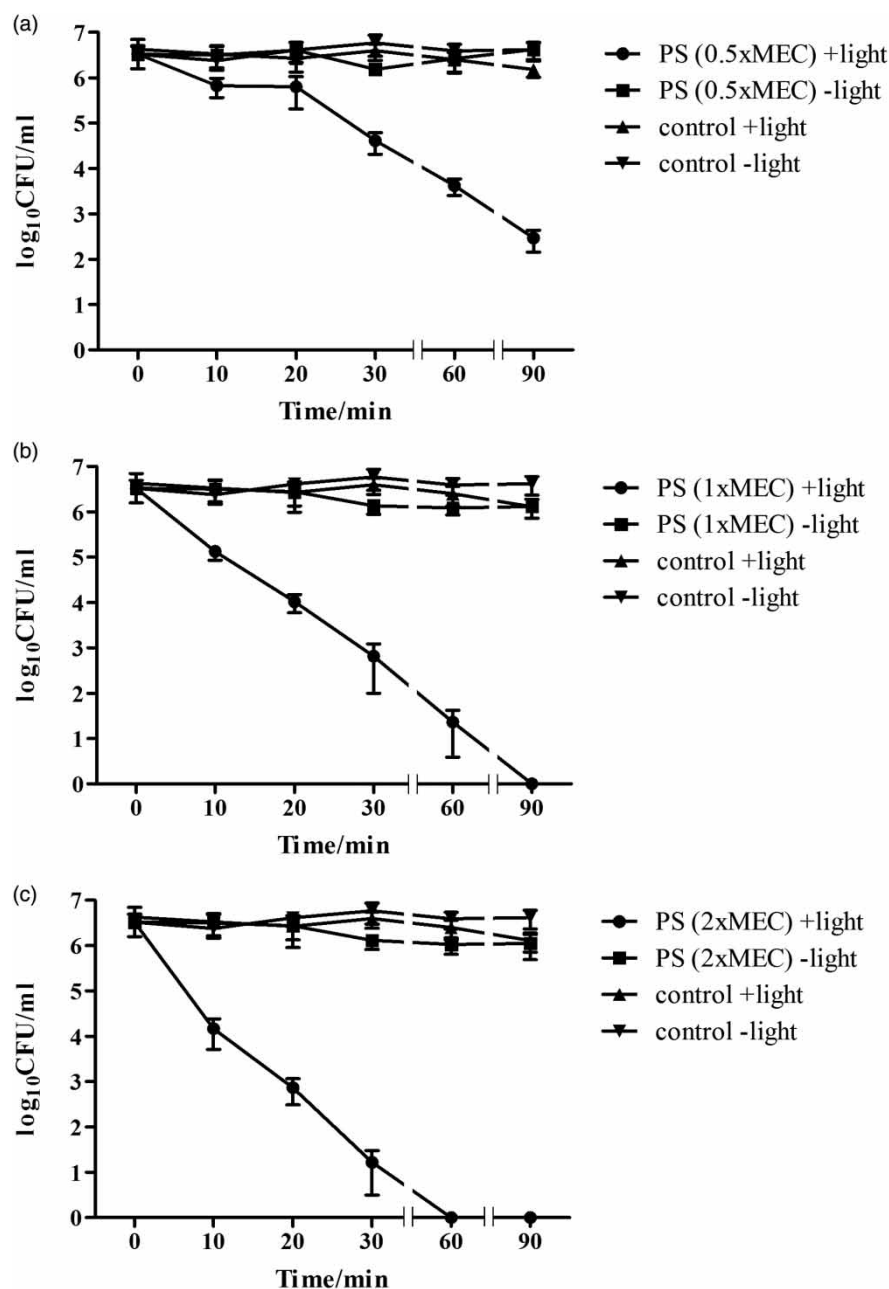 (a)
7
6
5
4
3
2
1
0
log10CFU/ml
0 10 20 30 60 90
Time/min
PS (0.5xMEC) +light
PS (0.5xMEC) -light
control +light
control -light
(b)
7
6
5
4
3
2
1
0
log10CFU/ml
0 10 20 30 60 90
Time/min
PS (1xMEC) +light
PS (1xMEC) -light
control +light
control -light
(c)
7
6
5
4
3
2
1
0
log10CFU/ml
0 10 20 30 60 90
Time/min
PS (2xMEC) +light
PS (2xMEC) -light
control +light
control -light